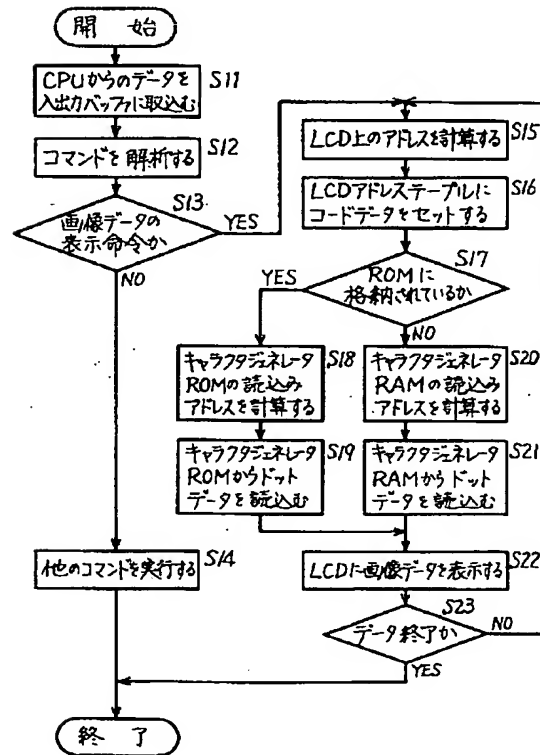 開 始
CPUからのデータを
入出力バッファに取込む
S11
コマンドを解析する
S12
画像データの
表示命令か
S13
YES
NO
他のコマンドを実行する
S14
LCD上のアドレスを計算する
S15
LCDアドレステーブルに
コードデータをセットする
S16
ROMに
格納されているか
S17
YES
NO
キャラクタジェネレータ
ROMの読込み
アドレスを計算する
S18
キャラクタジェネレータ
ROMからドット
データを読込む
S19
キャラクタジェネレータ
RAMの読込み
アドレスを計算する
S20
キャラクタジェネレータ
RAMからドット
データを読込む
S21
LCDに画像データを表示する
S22
データ終了か
S23
NO
YES
終 了